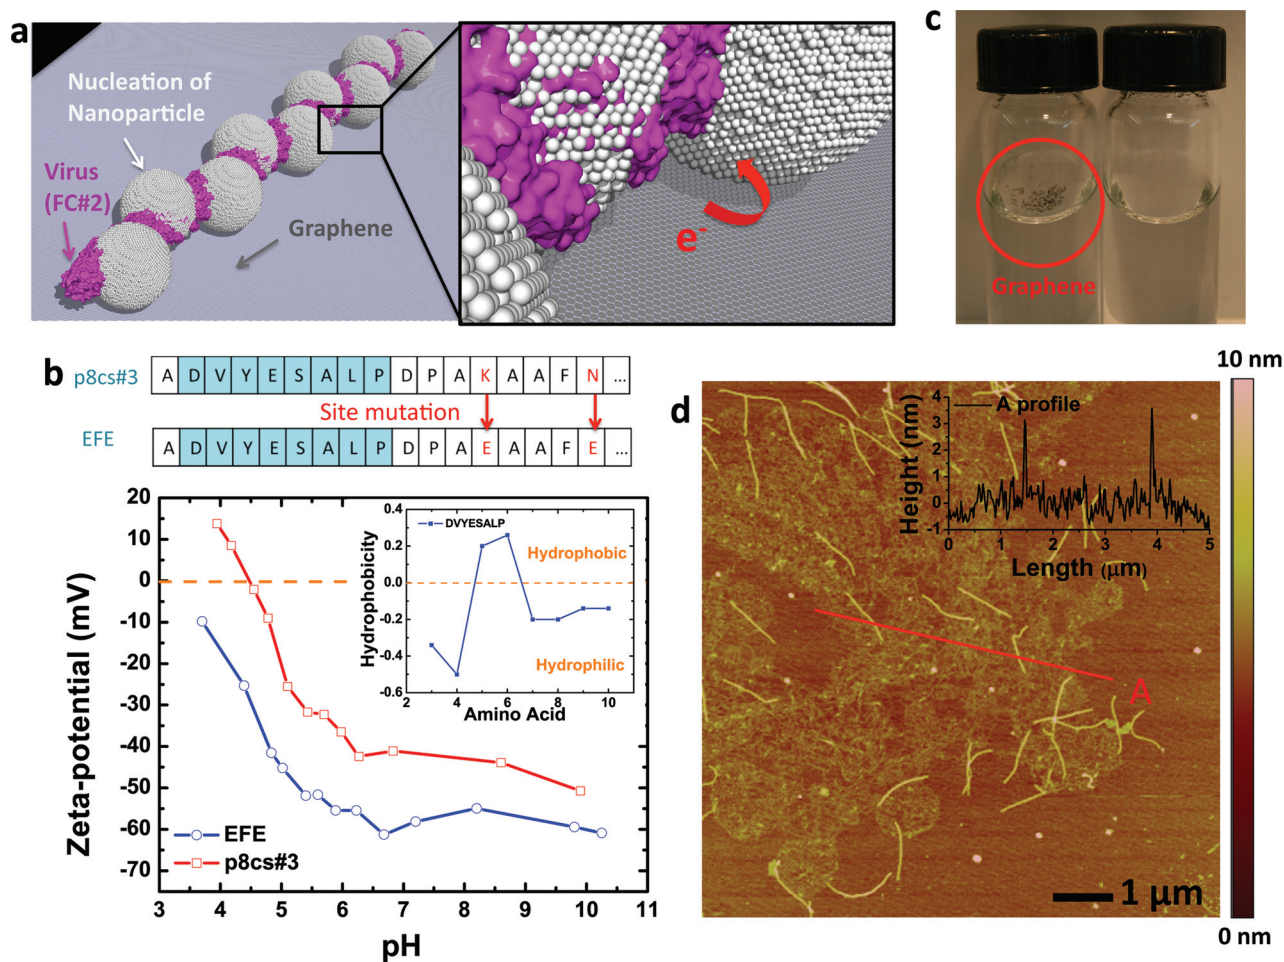 a
Nucleation of
Nanoparticle
Virus
(FC#2)
Graphene
e-
c
Graphene
b
p8cs#3
A D V Y E S A L P D P A K A A F N ...
Site mutation
EFE
A D V Y E S A L P D P A E A A F E ...
Zeta-potential (mV)
20
10
0
-10
-20
-30
-40
-50
-60
-70
3 4 5 6 7 8 9 10 11
pH
EFE
p8cs#3
Hydrophobicity
0.4
0.0
-0.4
-0.6
DVYESALP
Hydrophobic
Hydrophilic
2 4 6 8 10
Amino Acid
d
A profile
Height (nm)
4
3
2
1
0
-1
0 1 2 3 4 5
Length (μm)
A
1 μm
10 nm
0 nm